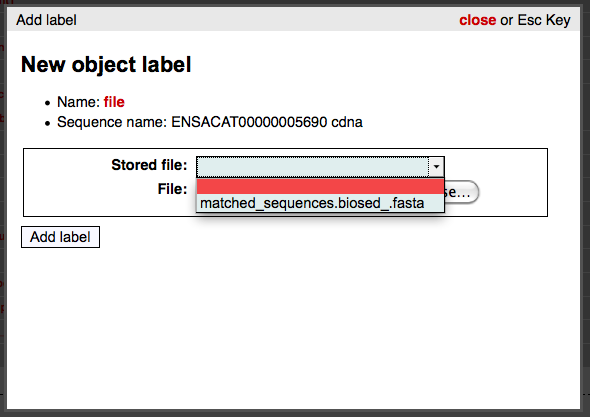 Add label close or Esc Key
New object label
Name: file
Sequence name: ENSACAT00000005690 cdna
Stored file:
File:
matched_sequences.biosed_.fasta
Add label